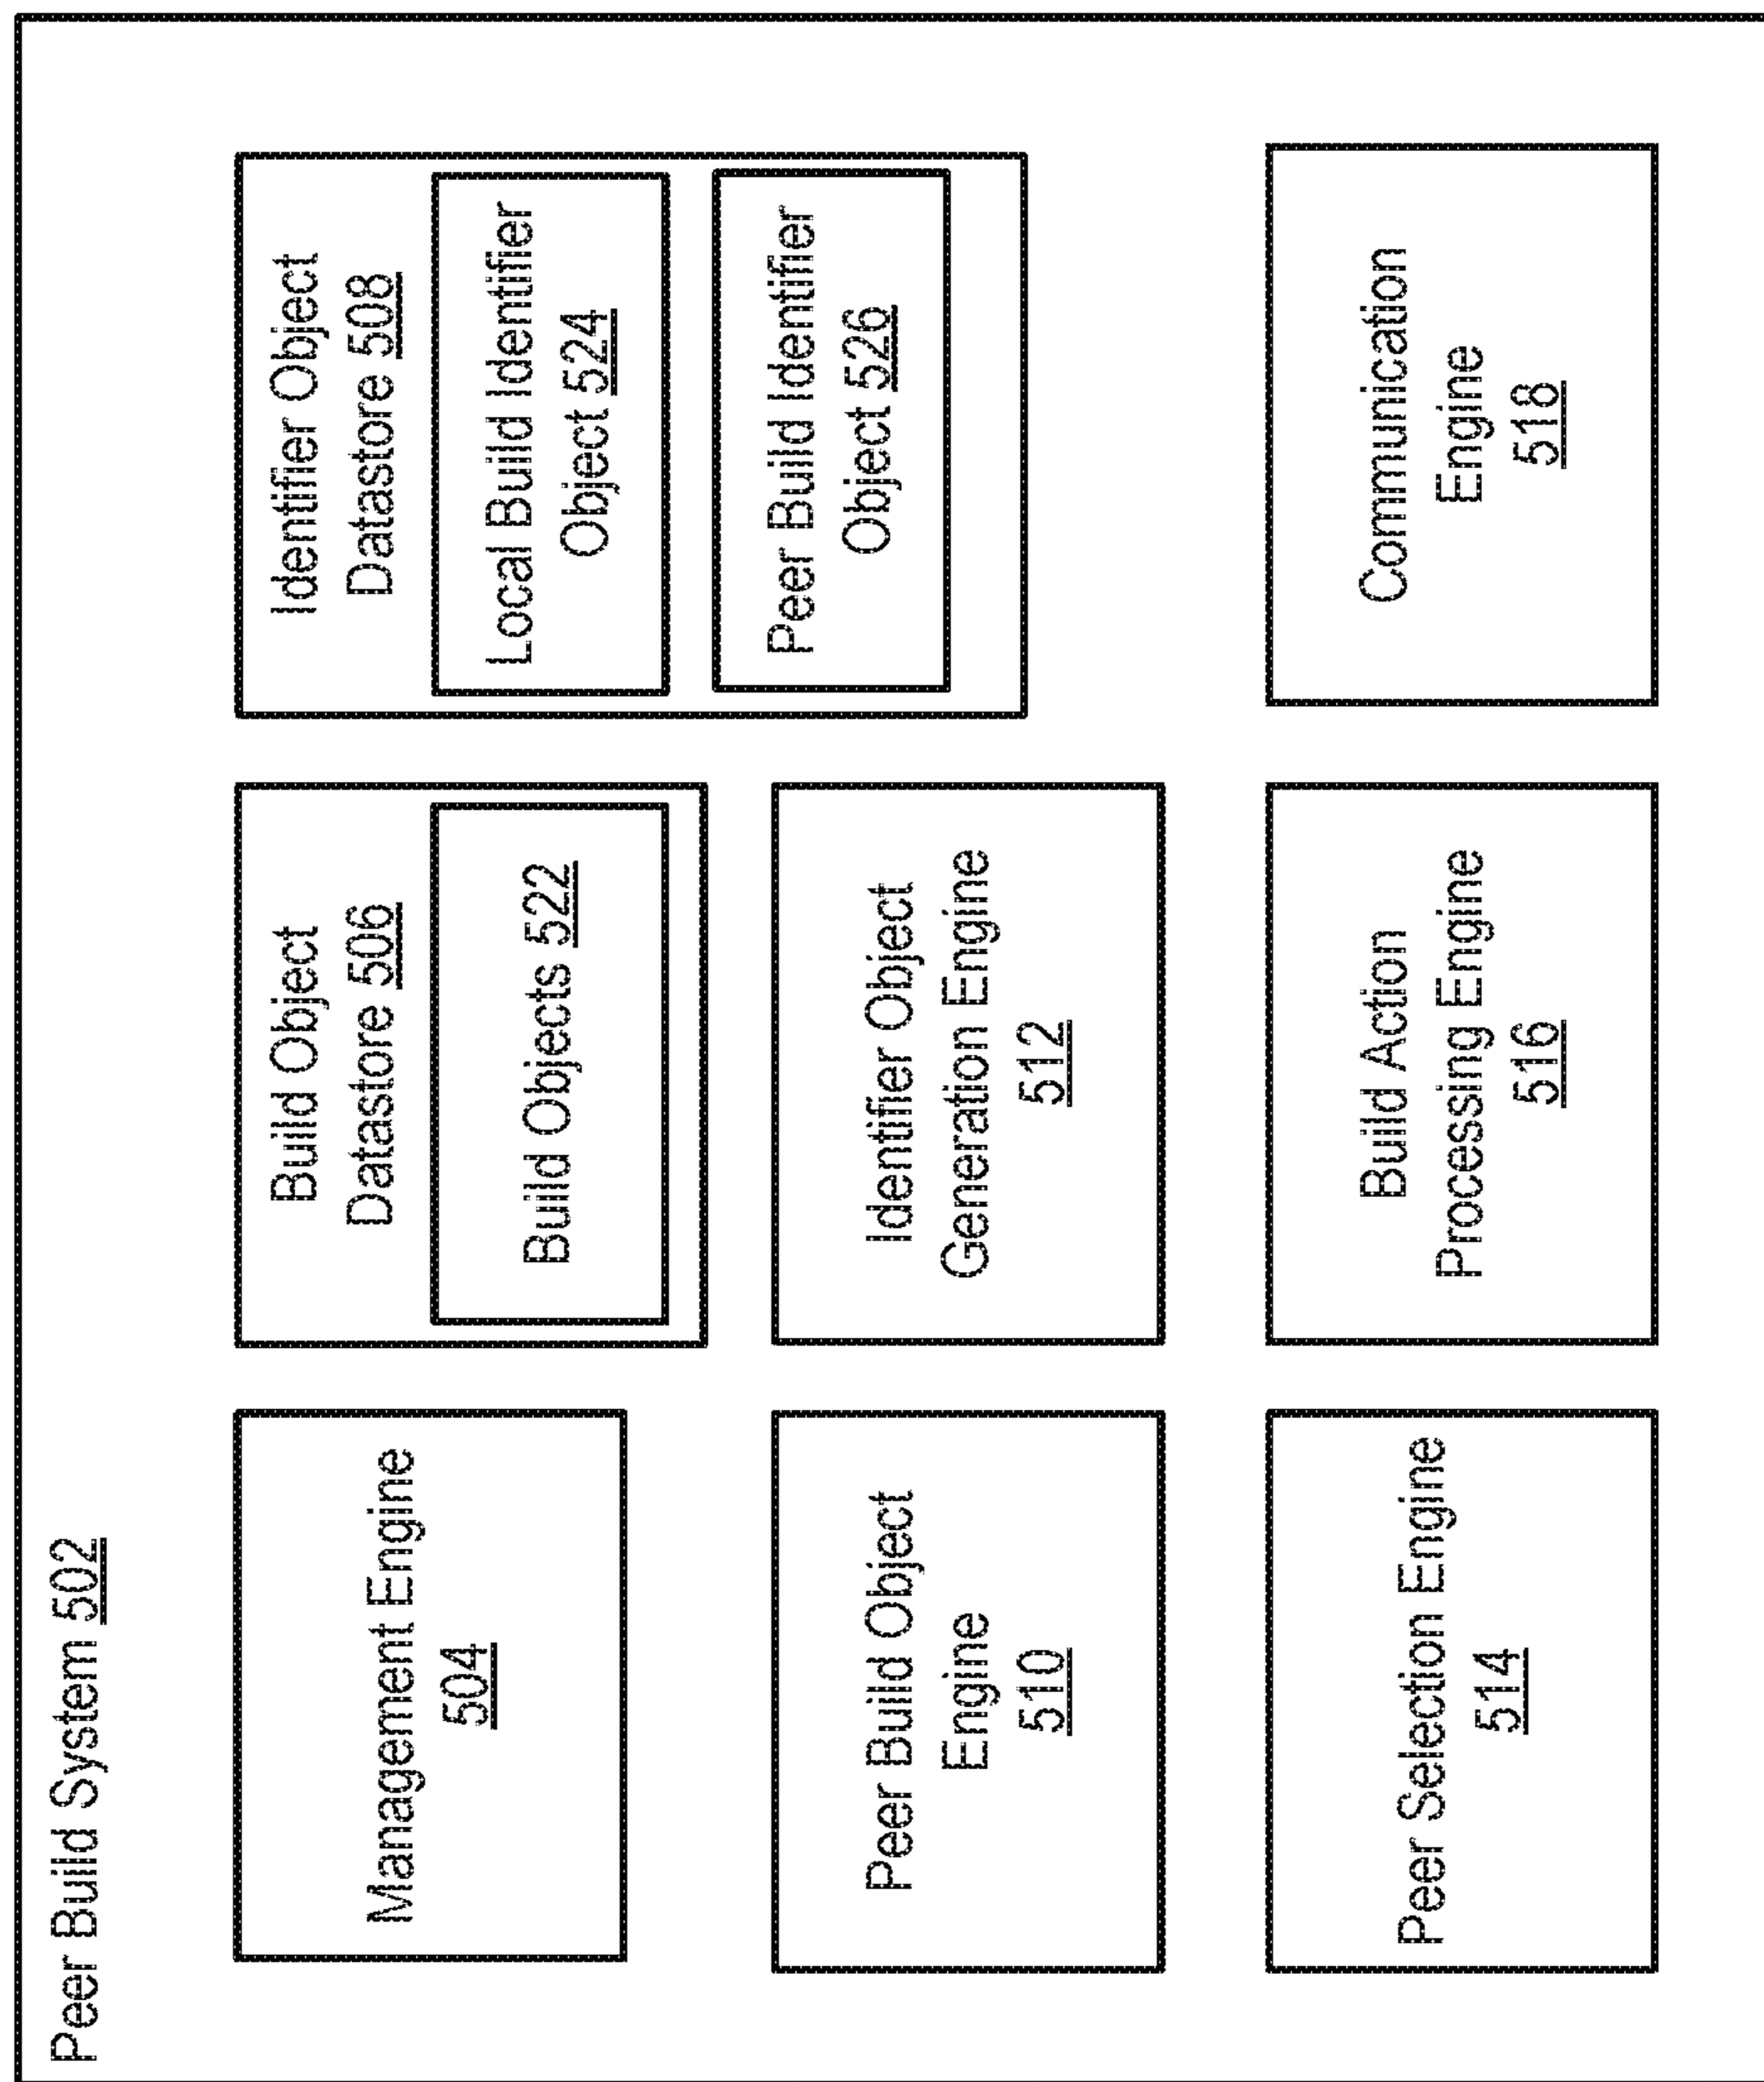 Peer Build System 502
Management Engine
504
Build Object
Datastore 506
Build Objects 522
Identifier Object
Datastore 508
Local Build Identifier
Object 524
Peer Build Identifier
Object 526
Peer Build Object
Engine
510
Identifier Object
Generation Engine
512
Peer Selection Engine
514
Build Action
Processing Engine
516
Communication
Engine
518